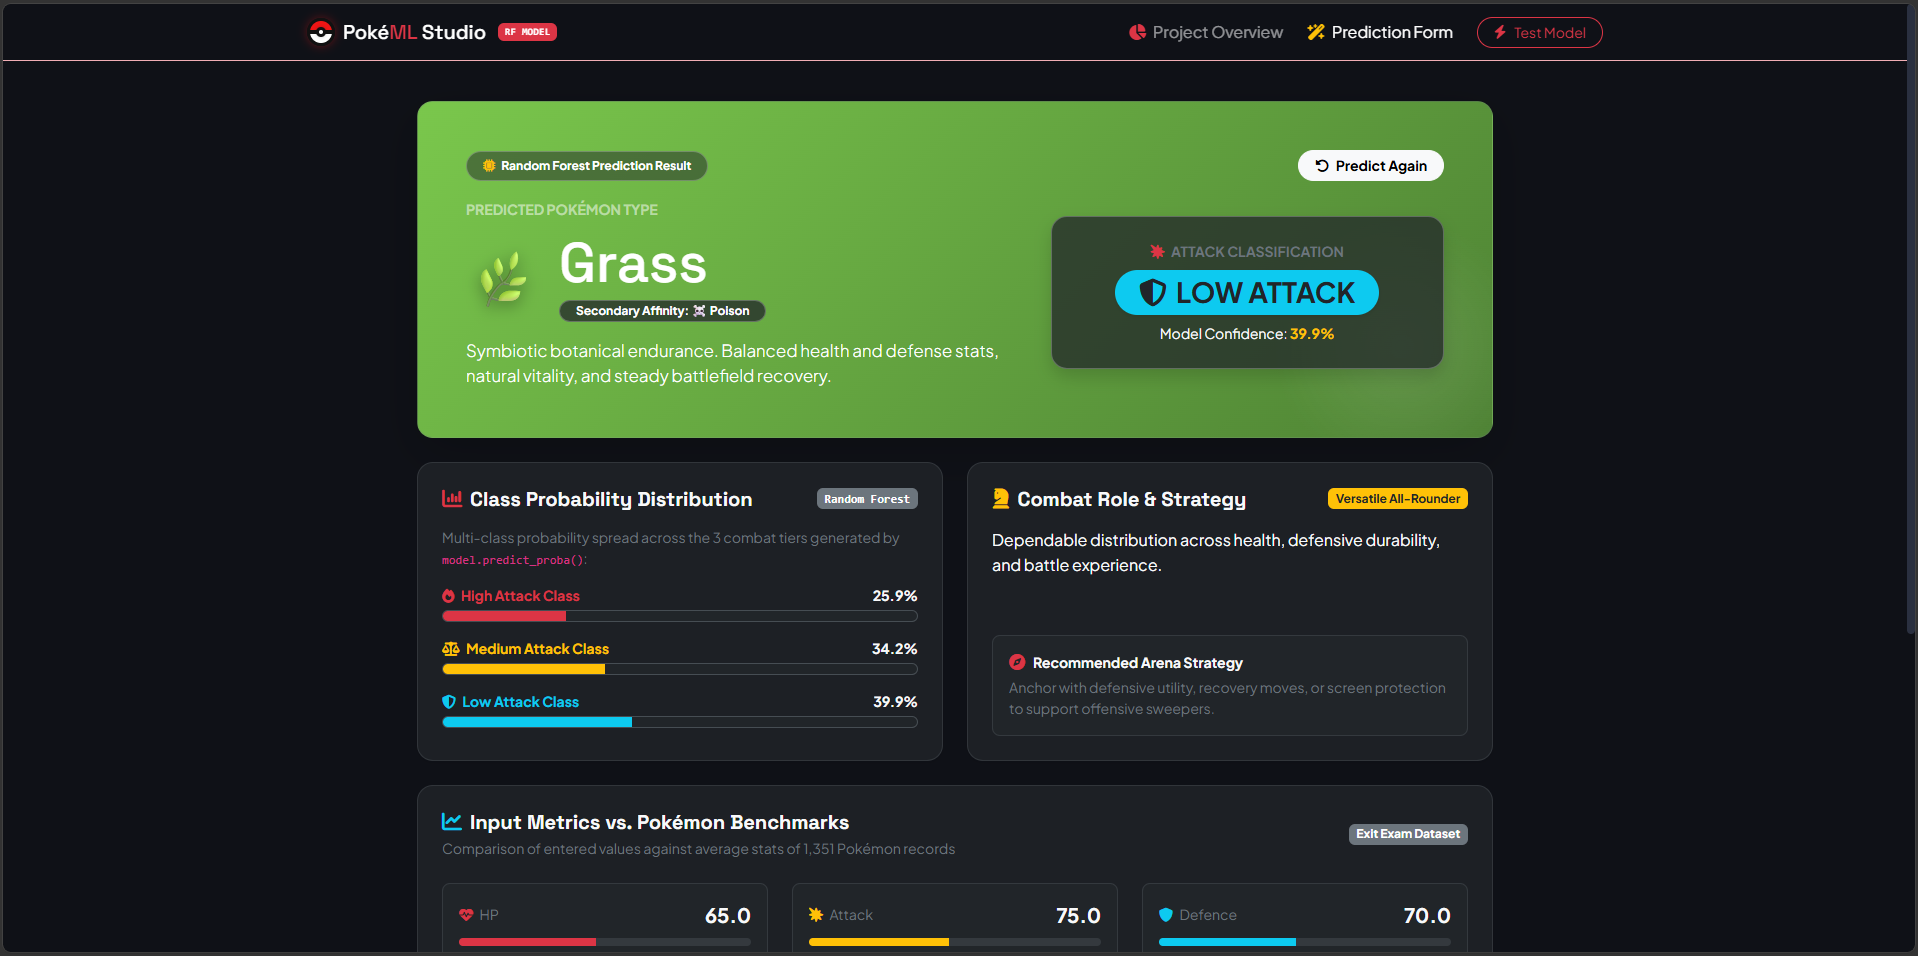 PokéML Studio
RF MODEL
Project Overview
Prediction Form
Test Model
Random Forest Prediction Result
Predict Again
PREDICTED POKÉMON TYPE
Grass
Secondary Affinity: Poison
Symbiotic botanical endurance. Balanced health and defense stats,
natural vitality, and steady battlefield recovery.
ATTACK CLASSIFICATION
LOW ATTACK
Model Confidence: 39.9%
Class Probability Distribution
Random Forest
Multi-class probability spread across the 3 combat tiers generated by
model.predict_proba():
High Attack Class
25.9%
Medium Attack Class
34.2%
Low Attack Class
39.9%
Combat Role & Strategy
Versatile All-Rounder
Dependable distribution across health, defensive durability,
and battle experience.
Recommended Arena Strategy
Anchor with defensive utility, recovery moves, or screen protection
to support offensive sweepers.
Input Metrics vs. Pokémon Benchmarks
Exit Exam Dataset
Comparison of entered values against average stats of 1,351 Pokémon records
HP
65.0
Attack
75.0
Defence
70.0